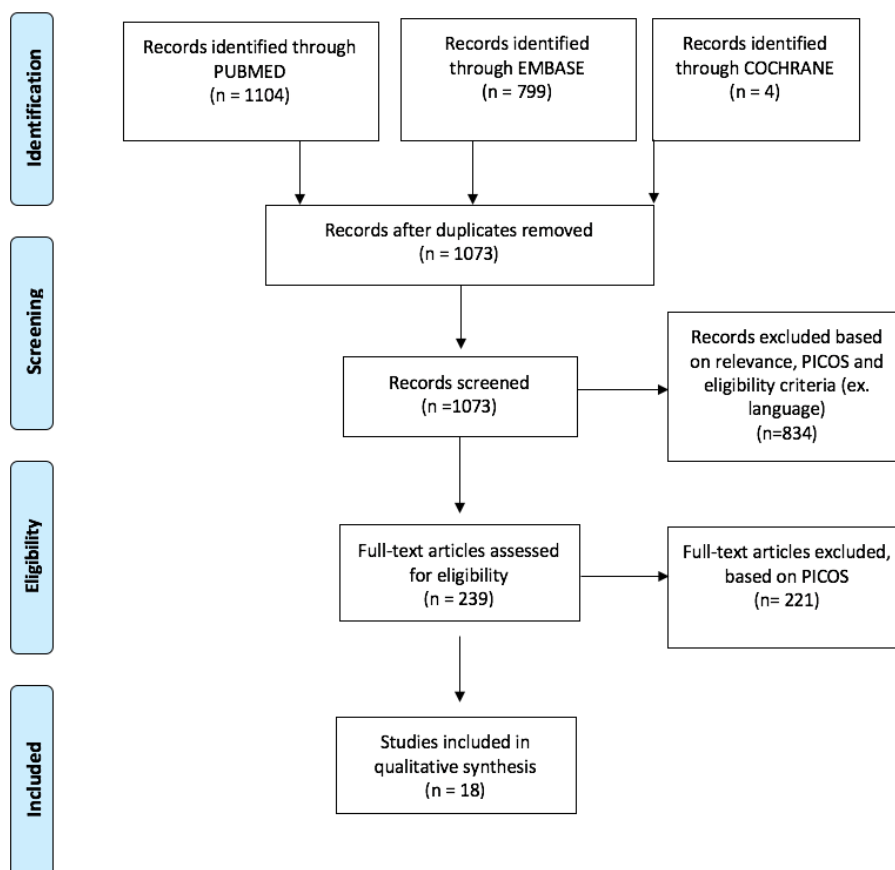 Identification
Records identified through
PUBMED
(n = 1104)
Records identified
through EMBASE
(n = 799)
Records identified
through COCHRANE
(n = 4)
Records after duplicates removed
(n = 1073)
Screening
Records screened
(n =1073)
Records excluded based
on relevance, PICOS and
eligibility criteria (ex.
language)
(n=834)
Eligibility
Full-text articles assessed
for eligibility
(n = 239)
Full-text articles excluded,
based on PICOS
(n= 221)
Included
Studies included in
qualitative synthesis
(n = 18)